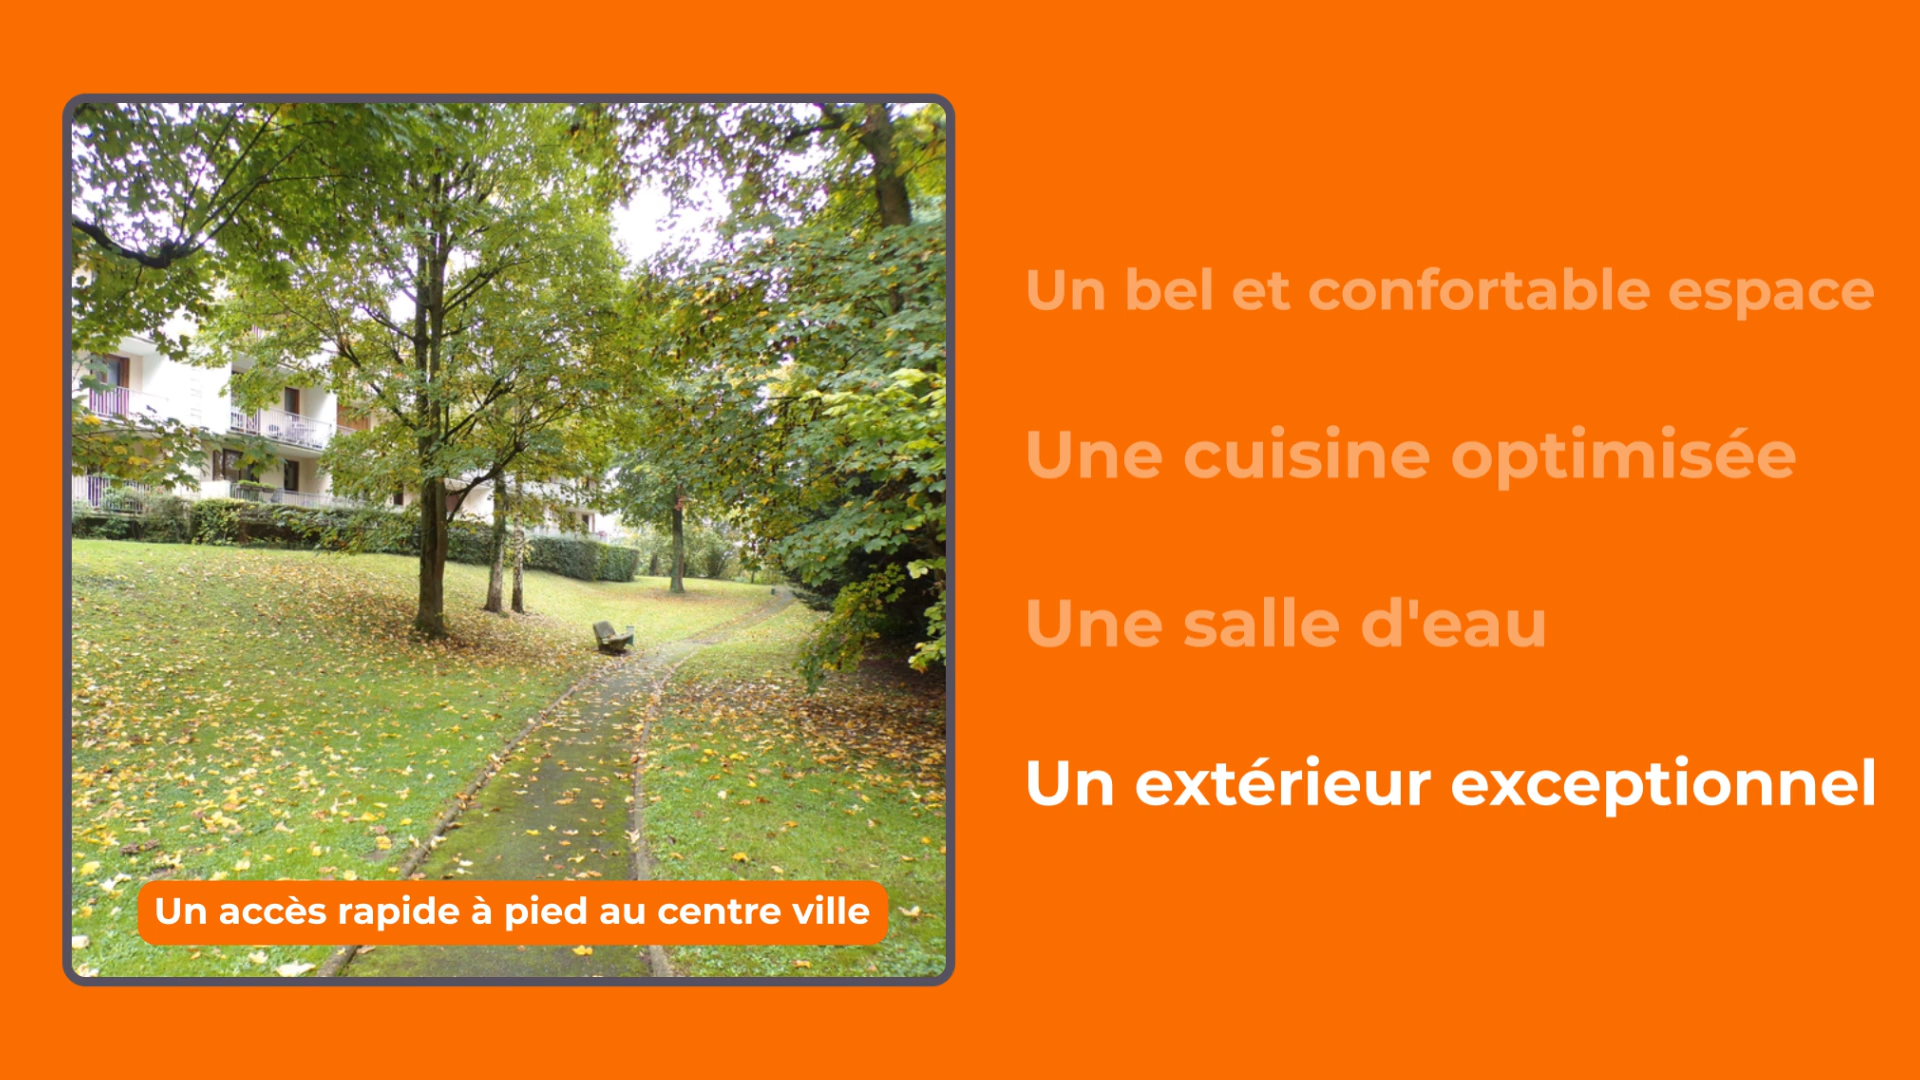 Un bel et confortable espace
Une cuisine optimisée
Une salle d'eau
Un extérieur exceptionnel
Un accès rapide à pied au centre ville